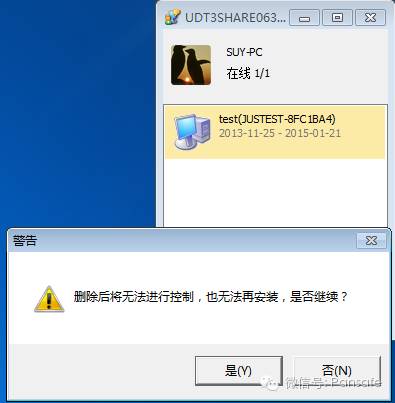 UDT3SHARE063...
SUY-PC
在线 1/1
test(JUSTEST-8FC1BA4)
2013-11-25 - 2015-01-21
警告
删除后将无法进行控制，也无法再安装，是否继续？
是(Y)
否(N)
微信号: Pansafe